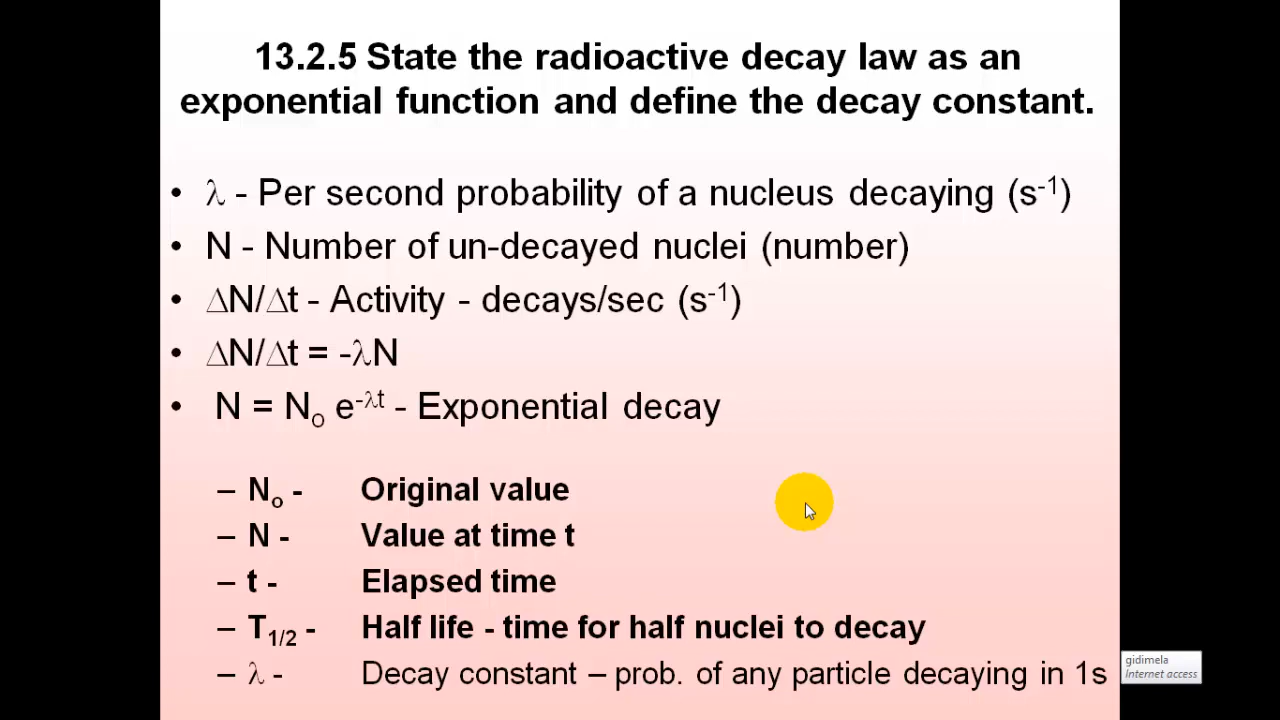 13.2.5 State the radioactive decay law as an
exponential function and define the decay constant.
• λ - Per second probability of a nucleus decaying (s⁻¹)
• N - Number of un-decayed nuclei (number)
• ΔN/Δt - Activity - decays/sec (s⁻¹)
• ΔN/Δt = -λN
• N = N₀ e^-λt - Exponential decay
– N₀ - Original value
– N - Value at time t
– t - Elapsed time
– T1/2 - Half life - time for half nuclei to decay
– λ - Decay constant – prob. of any particle decaying in 1s
gidimela
Internet access